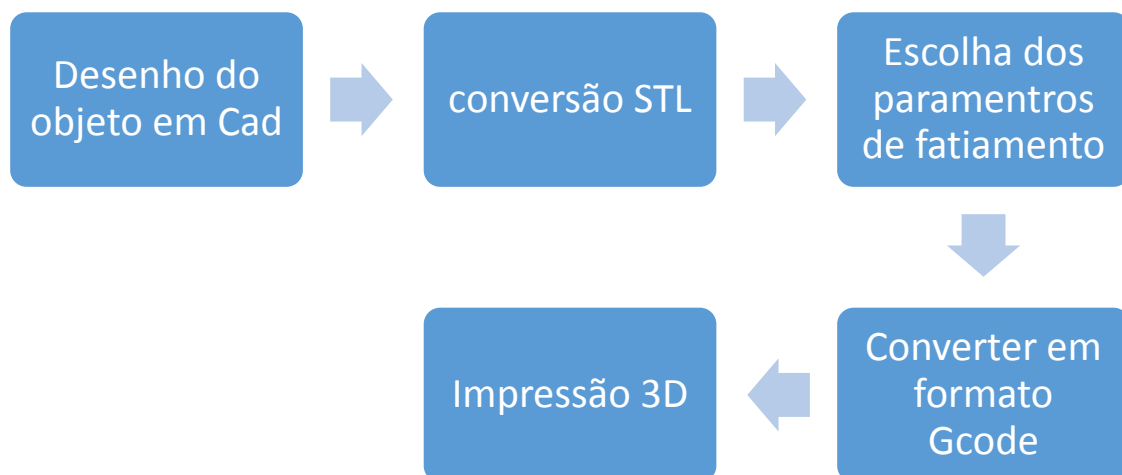 Desenho do
objeto em Cad
conversão STL
Escolha dos
paramentros
de fatiamento
Converter em
formato
Gcode
Impressão 3D